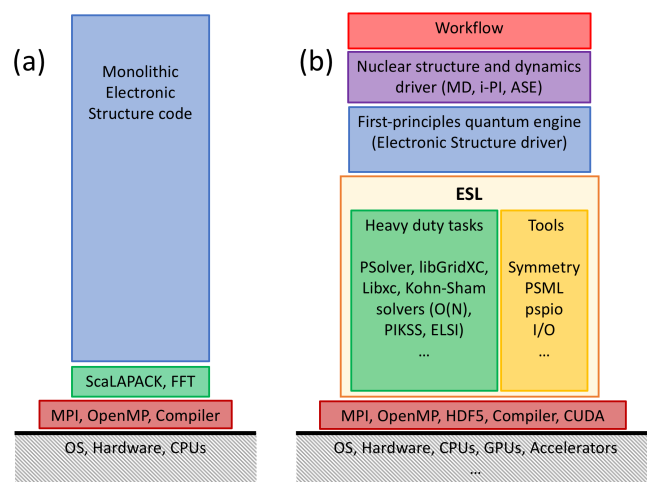 (a)
Monolithic
Electronic
Structure code
ScaLAPACK, FFT
MPI, OpenMP, Compiler
OS, Hardware, CPUs
(b)
Workflow
Nuclear structure and dynamics
driver (MD, i-PI, ASE)
First-principles quantum engine
(Electronic Structure driver)
ESL
Heavy duty tasks
PSolver, libGridXC,
Libxc, Kohn-Sham
solvers (O(N),
PIKSS, ELSI)
...
Tools
Symmetry
PSML
pspio
I/O
...
MPI, OpenMP, HDF5, Compiler, CUDA
OS, Hardware, CPUs, GPUs, Accelerators
...